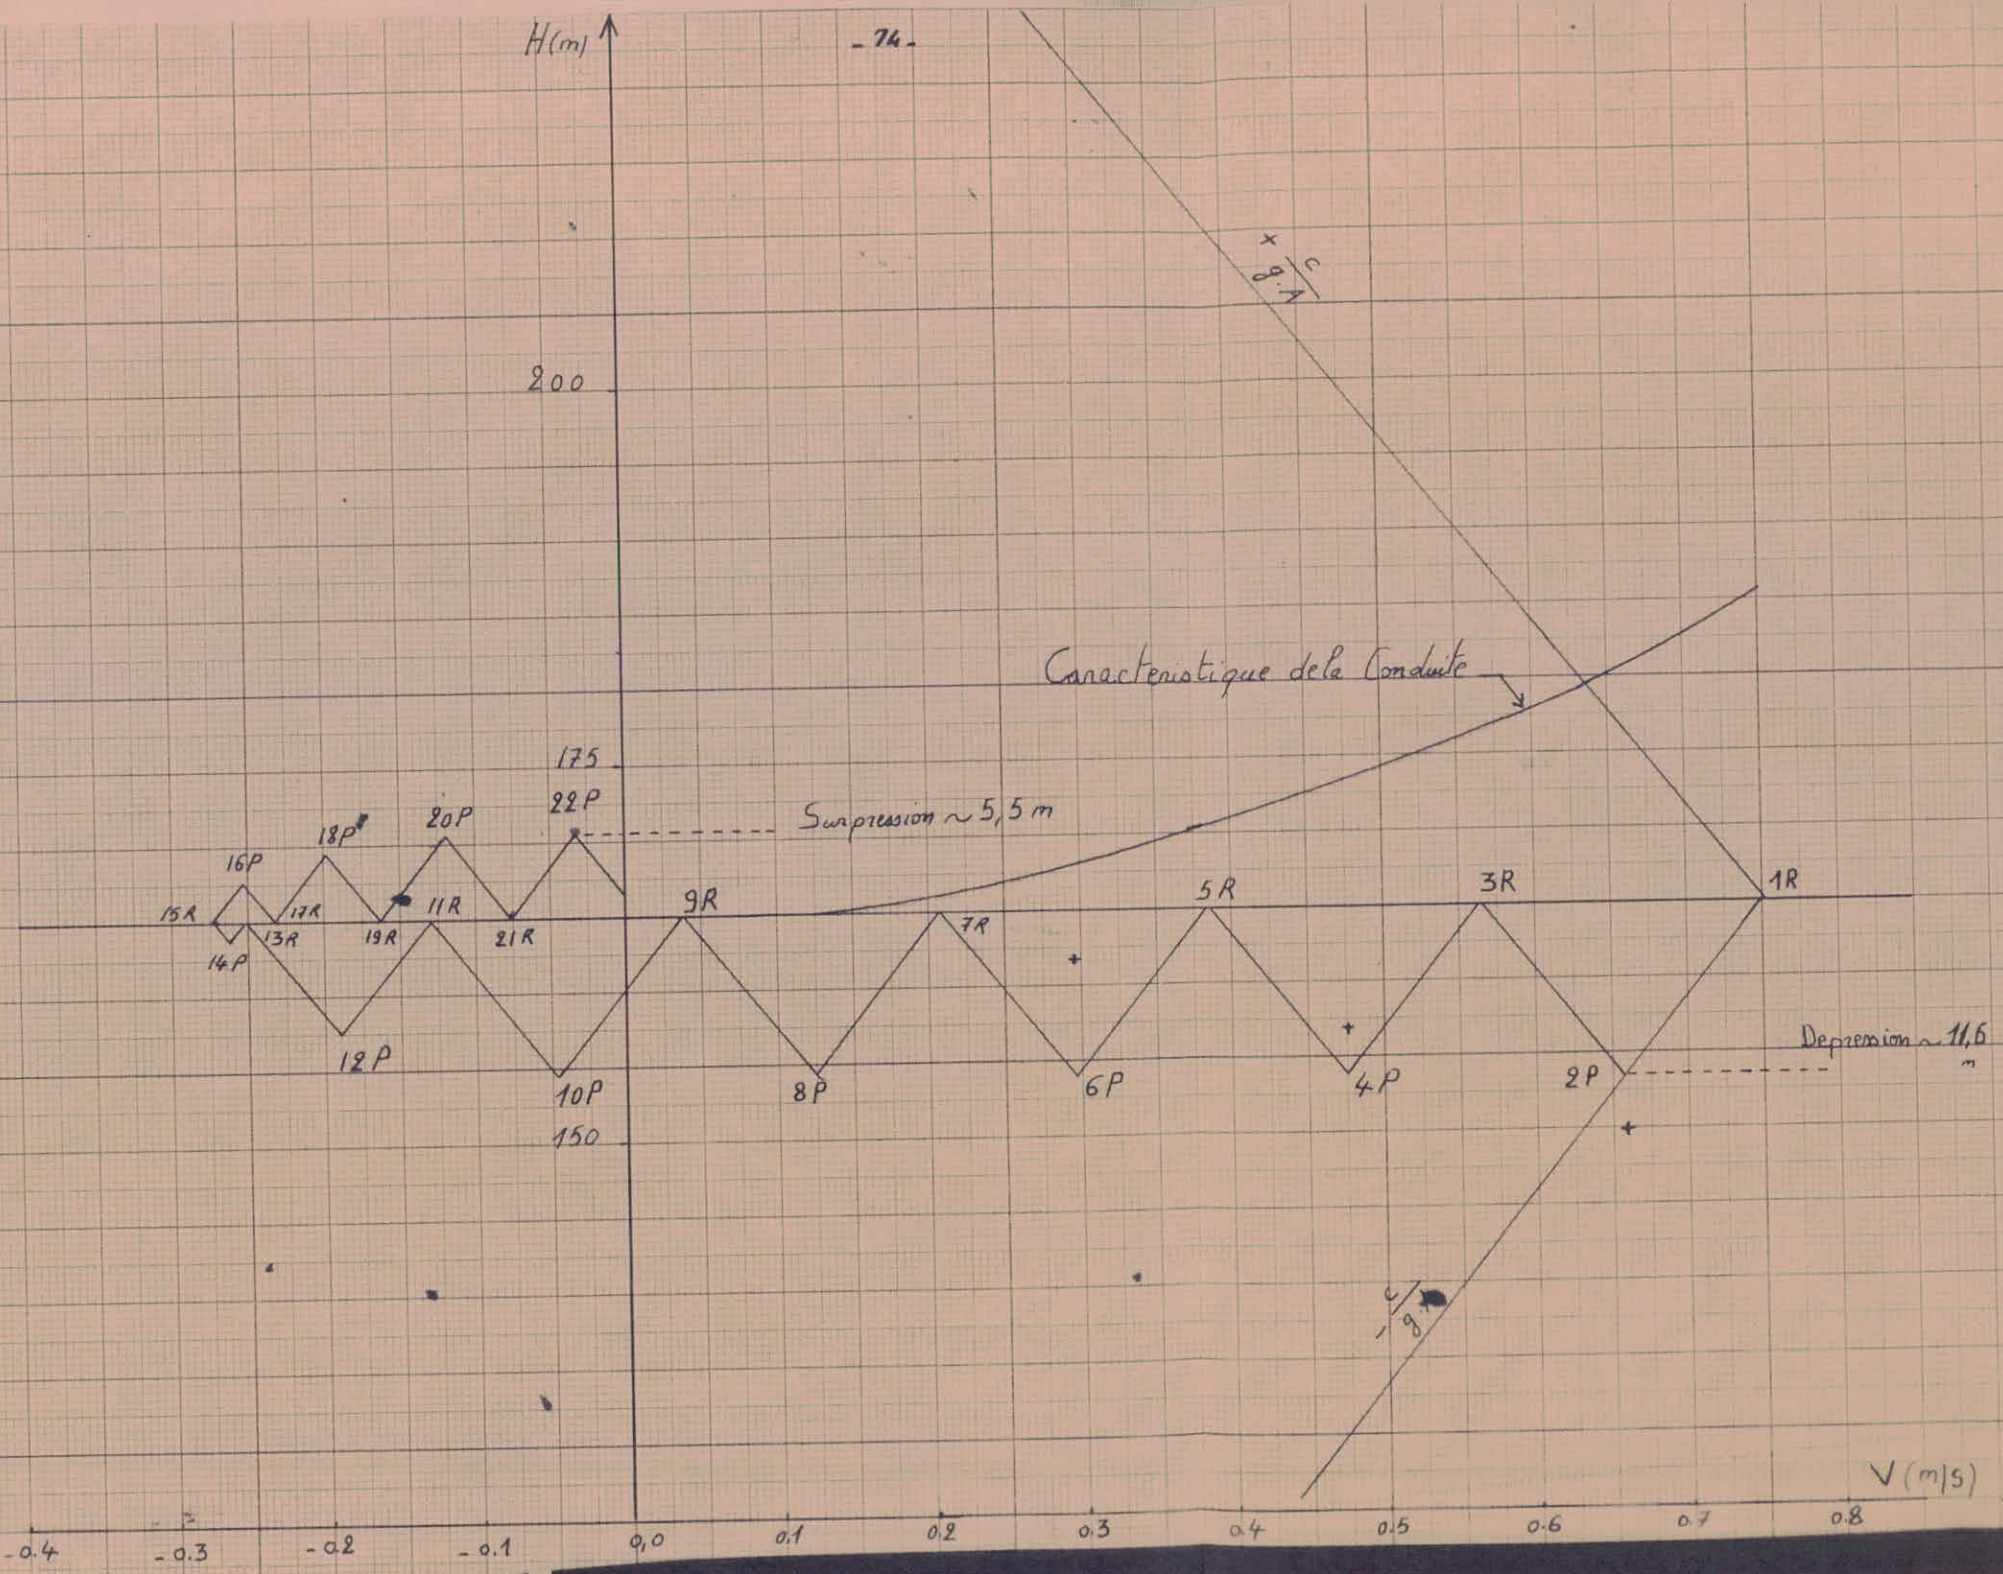 H(m)
- 74 -
+ c
g.A
200
Caracteristique de la Conduite
175
22P
20P
Surpression ~ 5,5 m
18P
16P
15R
17R
11R
9R
5R
3R
1R
13R
19R
21R
7R
14P
12P
10P
8P
6P
4P
2P
Depression ~ 11,6
m
150
- c
g.
V (m/s)
-0.4 -0.3 -0.2 -0.1 0,0 0.1 0.2 0.3 0.4 0.5 0.6 0.7 0.8